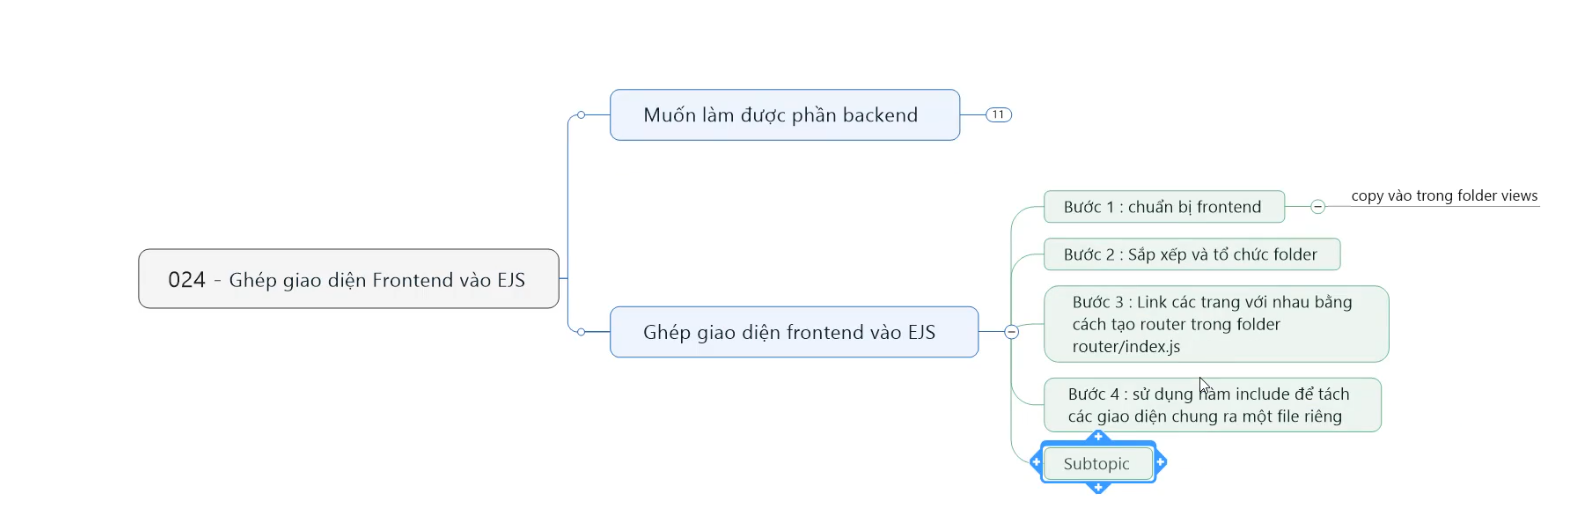 Muốn làm được phần backend
11
024 - Ghép giao diện Frontend vào EJS
Ghép giao diện frontend vào EJS
Bước 1 : chuẩn bị frontend
copy vào trong folder views
Bước 2 : Sắp xếp và tổ chức folder
Bước 3 : Link các trang với nhau bằng
cách tạo router trong folder
router/index.js
Bước 4 : sử dụng hàm include để tách
các giao diện chung ra một file riêng
Subtopic